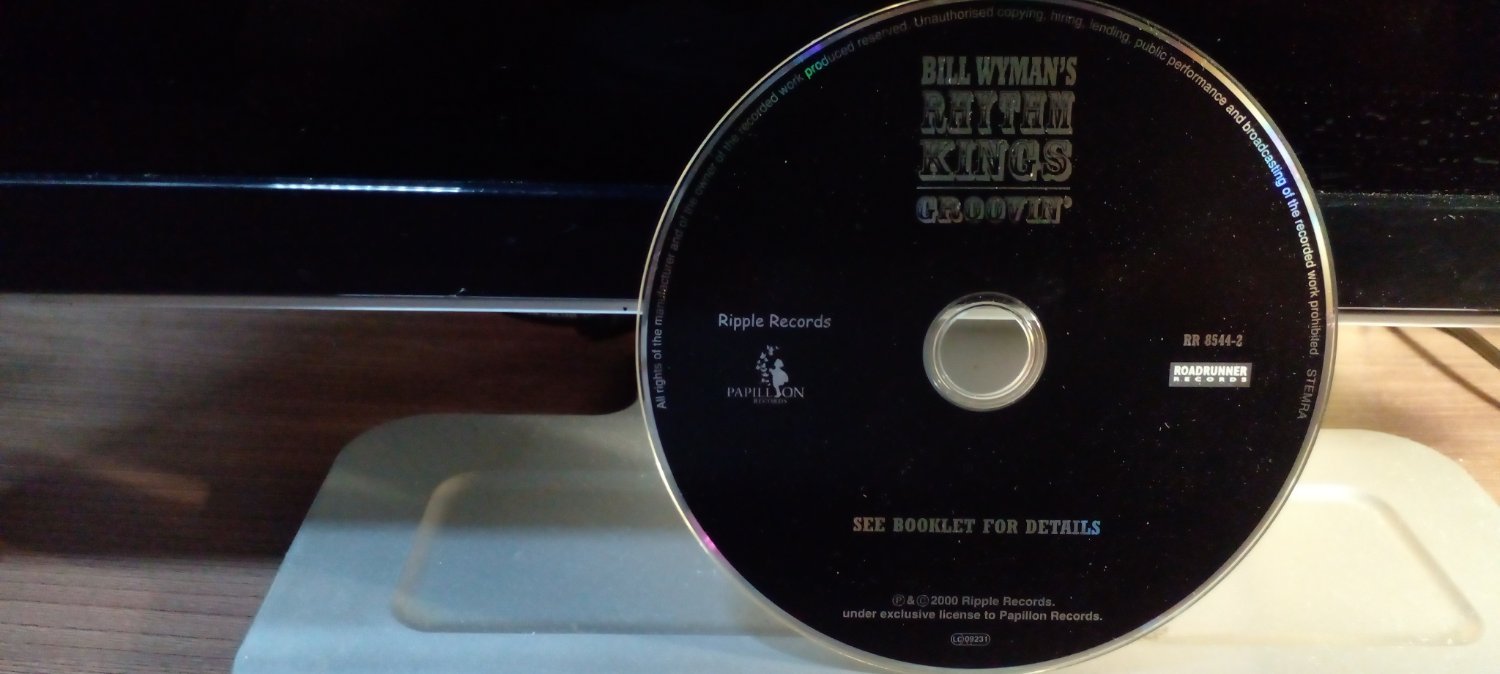 All rights of the manufacturer and of the owner of the recorded work produced reserved. Unauthorised copying, hiring, lending, public performance and broadcasting of the recorded work prohibited. STEMRA
BiLL WYMAN'S
RHYTHM
KINGS
GROOVIN'
Ripple Records
PAPILLON
RECORDS
RR 8544-2
ROADRUNNER
RECORDS
SEE BOOKLET FOR DETAILS
Ⓟ & © 2000 Ripple Records.
under exclusive license to Papillon Records.
LC 09231